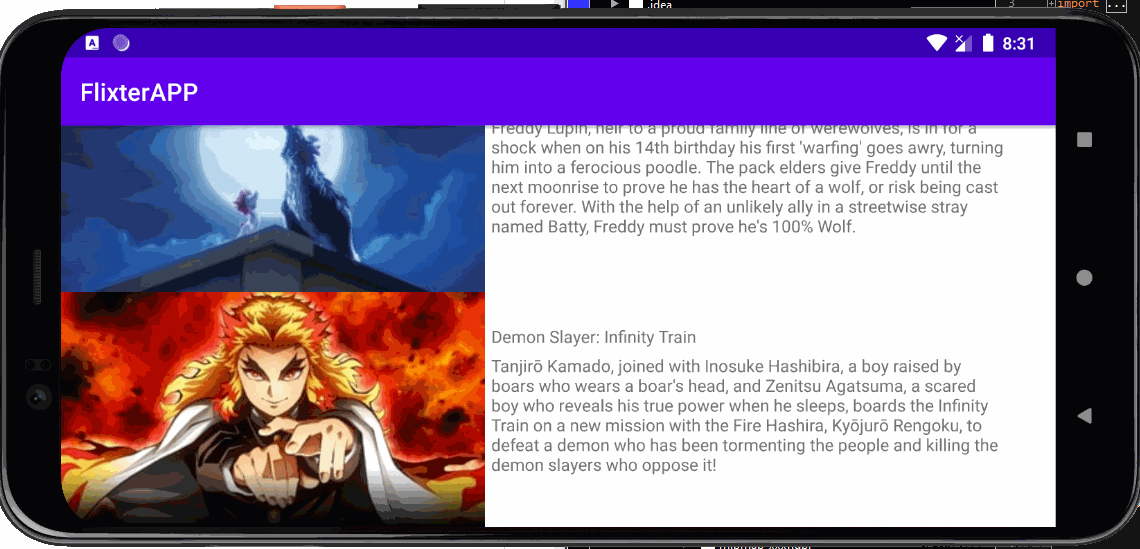 .idea
3
import
8:31
FlixterAPP
Freddy Lupin, heir to a proud family line of werewolves, is in for a
shock when on his 14th birthday his first 'warfing' goes awry, turning
him into a ferocious poodle. The pack elders give Freddy until the
next moonrise to prove he has the heart of a wolf, or risk being cast
out forever. With the help of an unlikely ally in a streetwise stray
named Batty, Freddy must prove he's 100% Wolf.
Demon Slayer: Infinity Train
Tanjirō Kamado, joined with Inosuke Hashibira, a boy raised by
boars who wears a boar's head, and Zenitsu Agatsuma, a scared
boy who reveals his true power when he sleeps, boards the Infinity
Train on a new mission with the Fire Hashira, Kyōjurō Rengoku, to
defeat a demon who has been tormenting the people and killing the
demon slayers who oppose it!